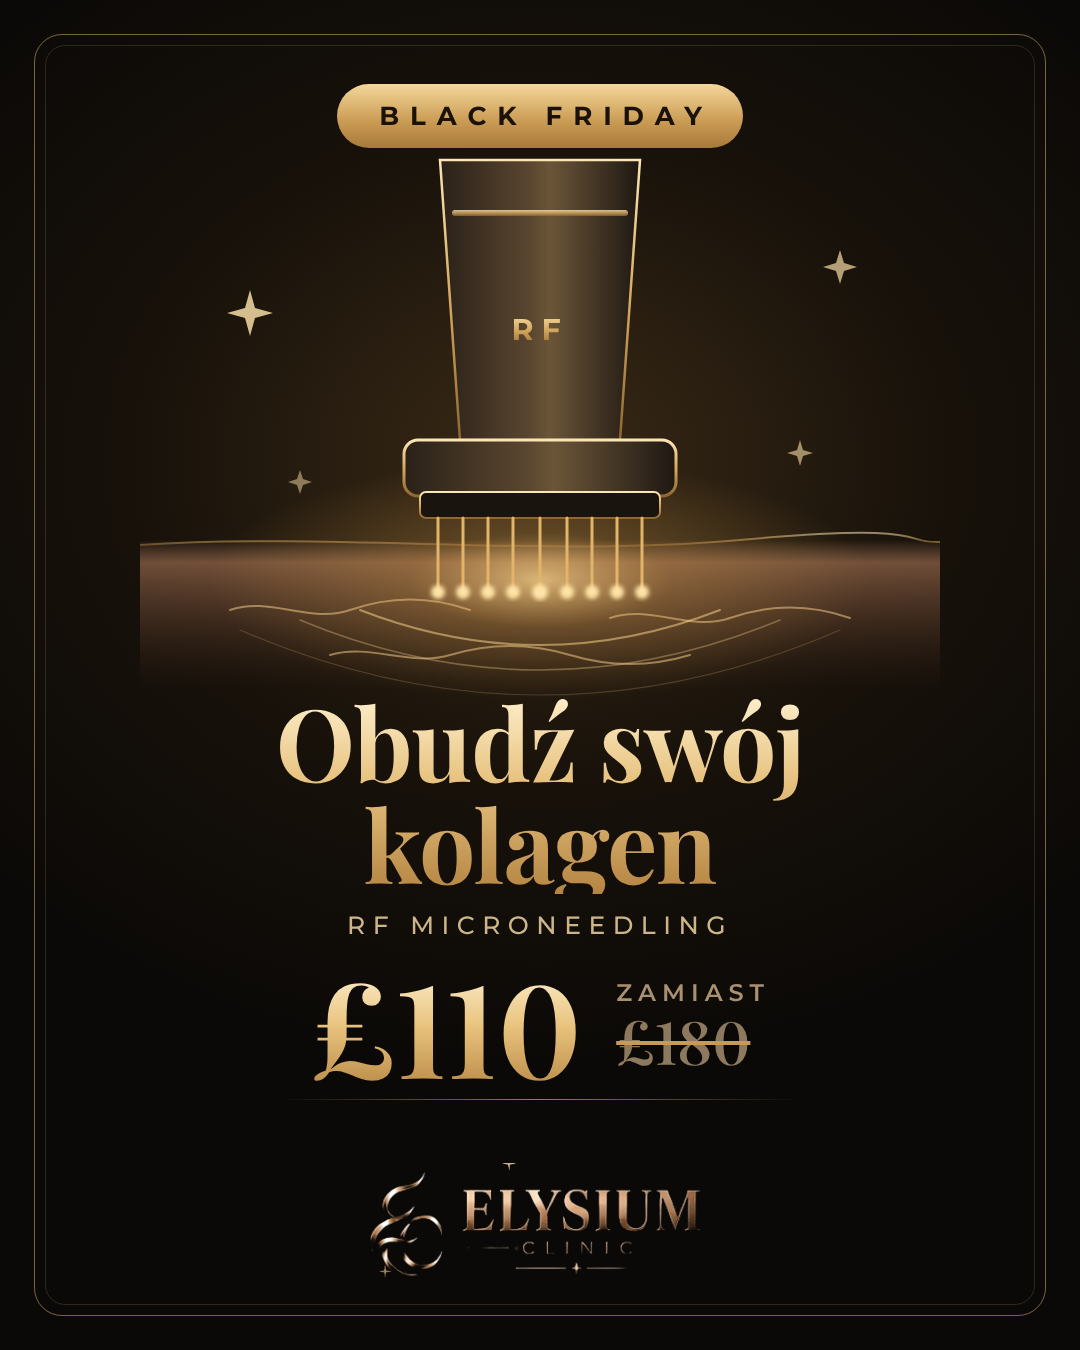 BLACK FRIDAY
RF
Obudź swój
kolagen
RF MICRONEEDLING
£110
ZAMIAST
£180
ELYSIUM
CLINIC